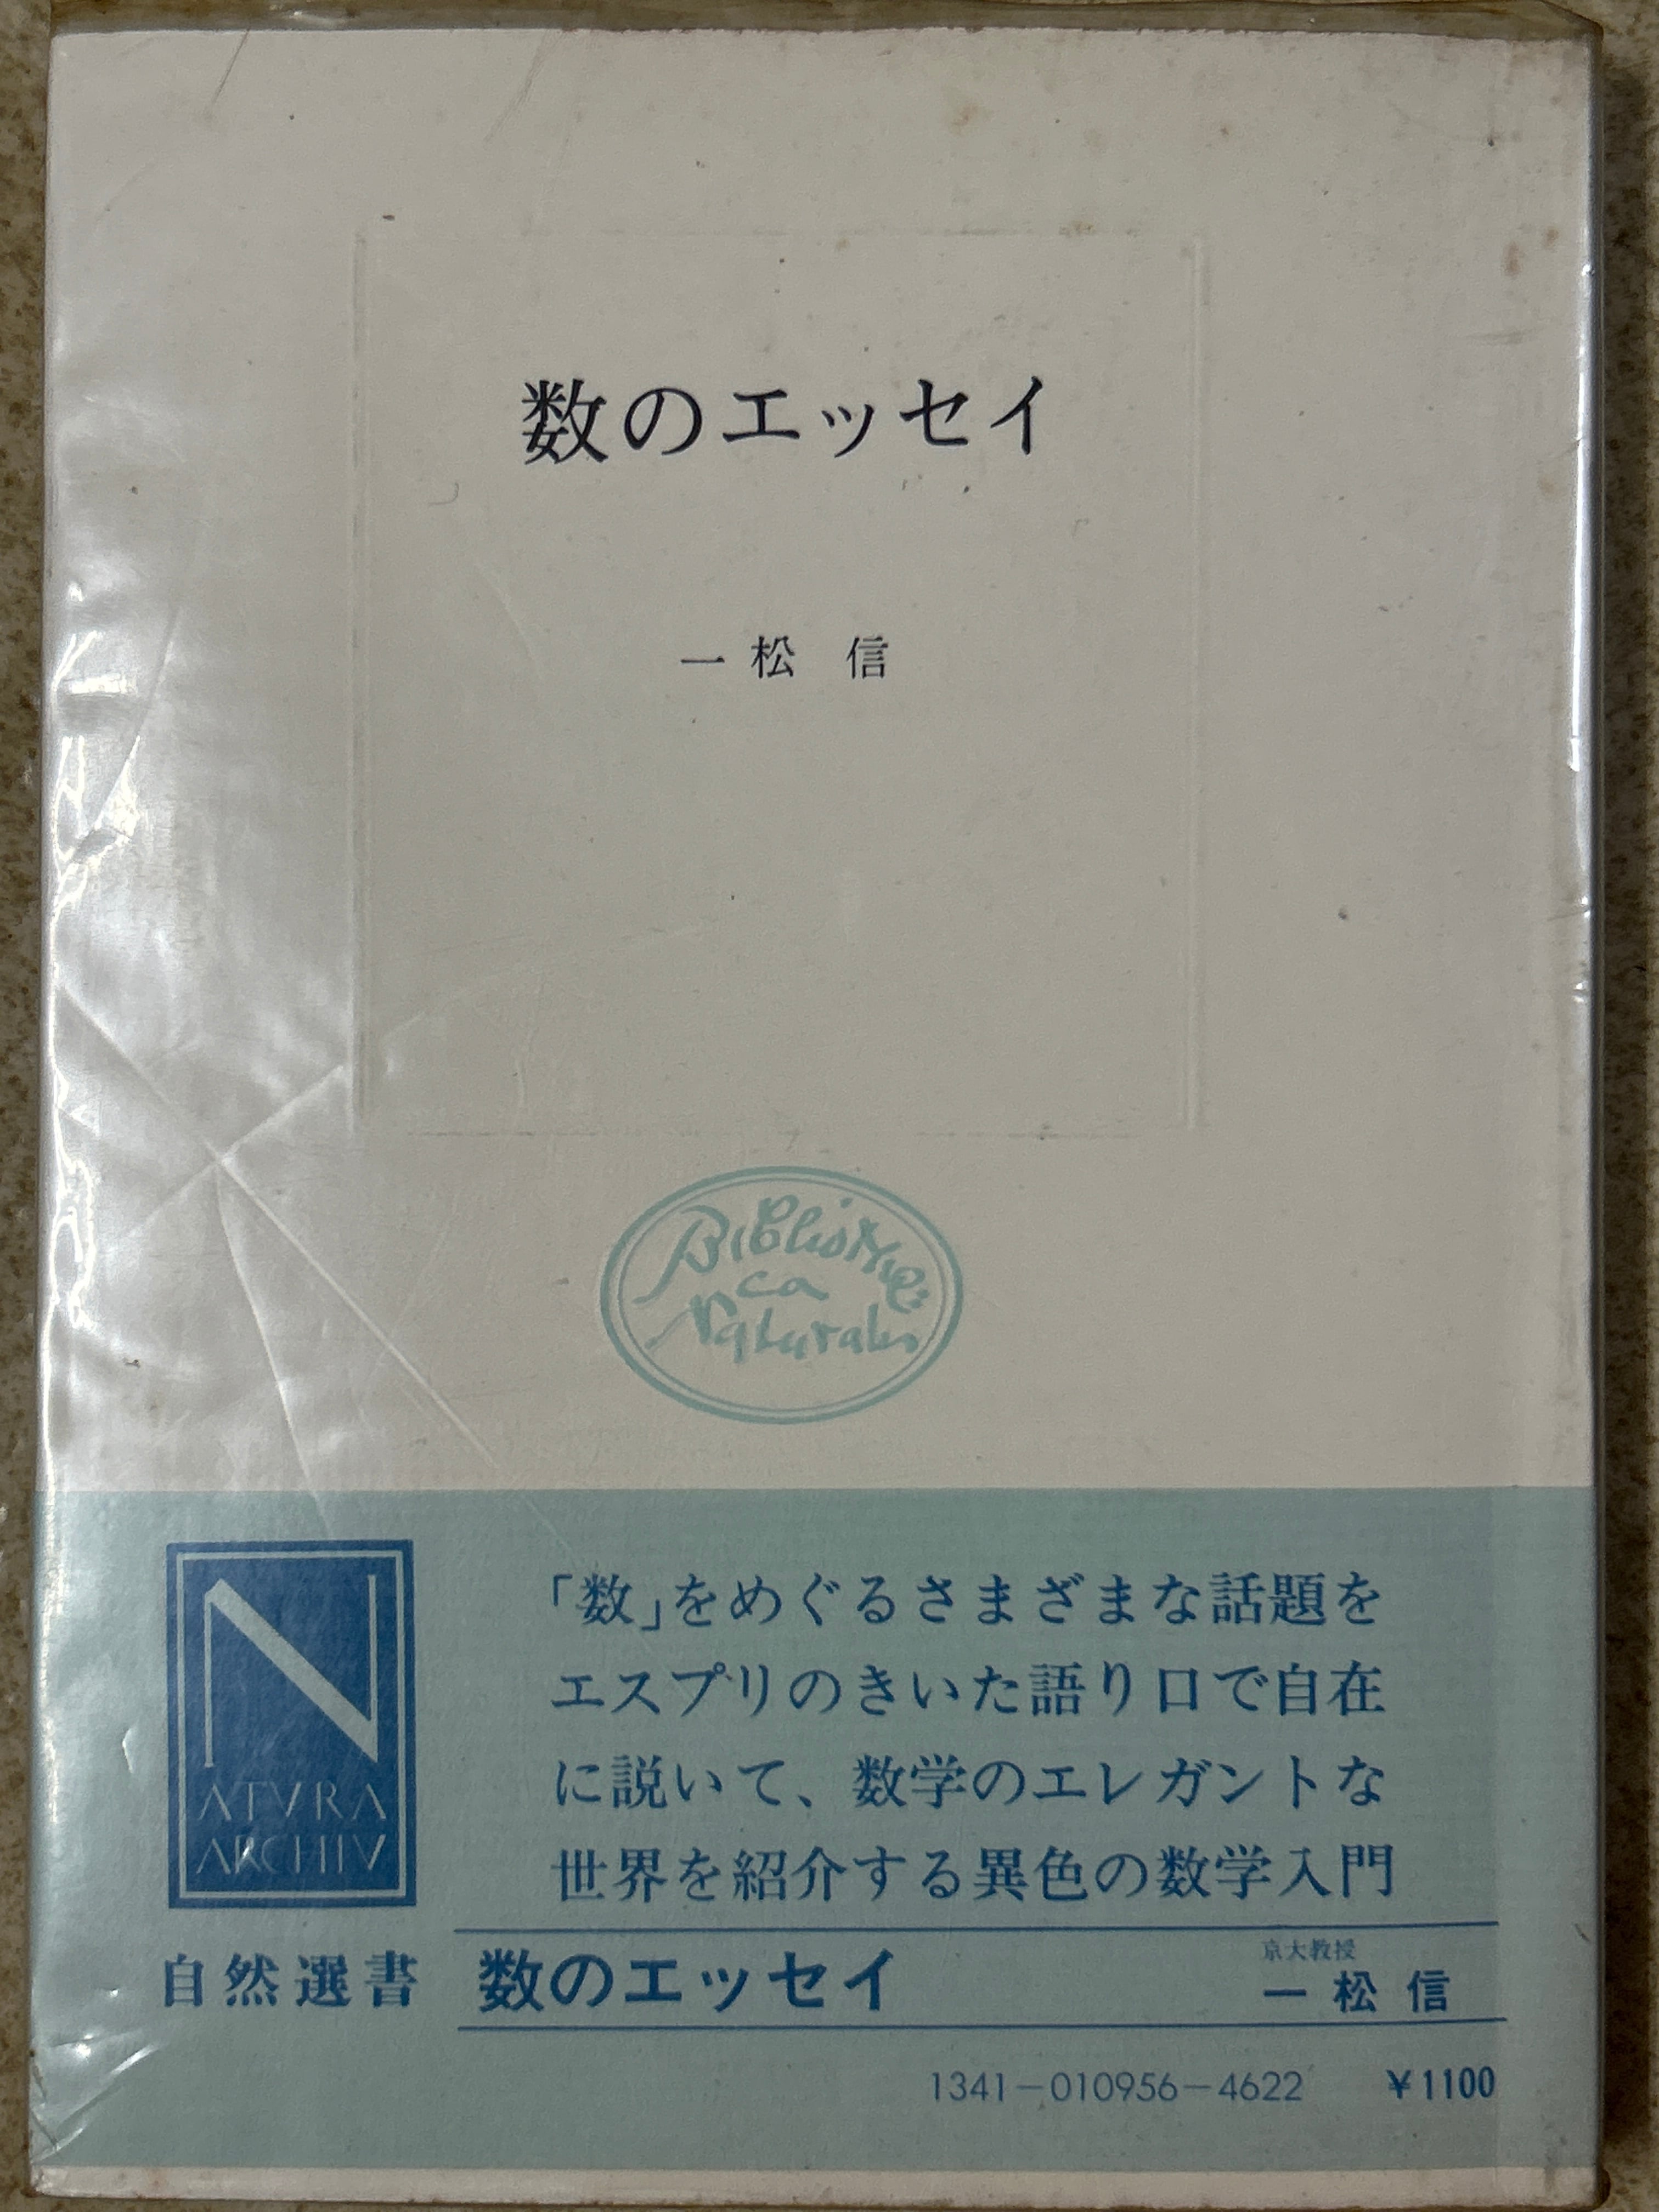 数のエッセイ
一松 信
Bibliothe
ca
Naturalis
「数」をめぐるさまざまな話題を
エスプリのきいた語り口で自在
に説いて、数学のエレガントな
世界を紹介する異色の数学入門
N
ATVRA
ARCHIV
自然選書
数のエッセイ
京大教授
一松 信
1341-010956-4622 ¥1100